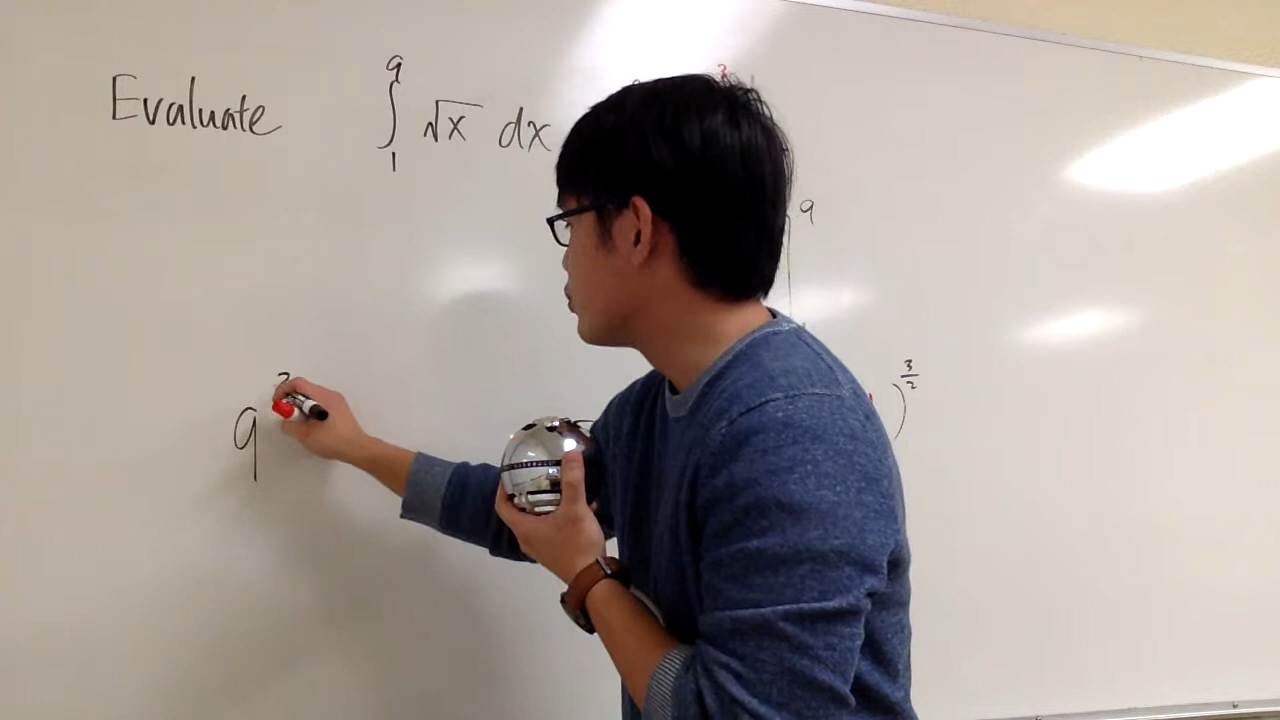 Evaluate ∫₁⁹ √x dx
9
) 3/2
9